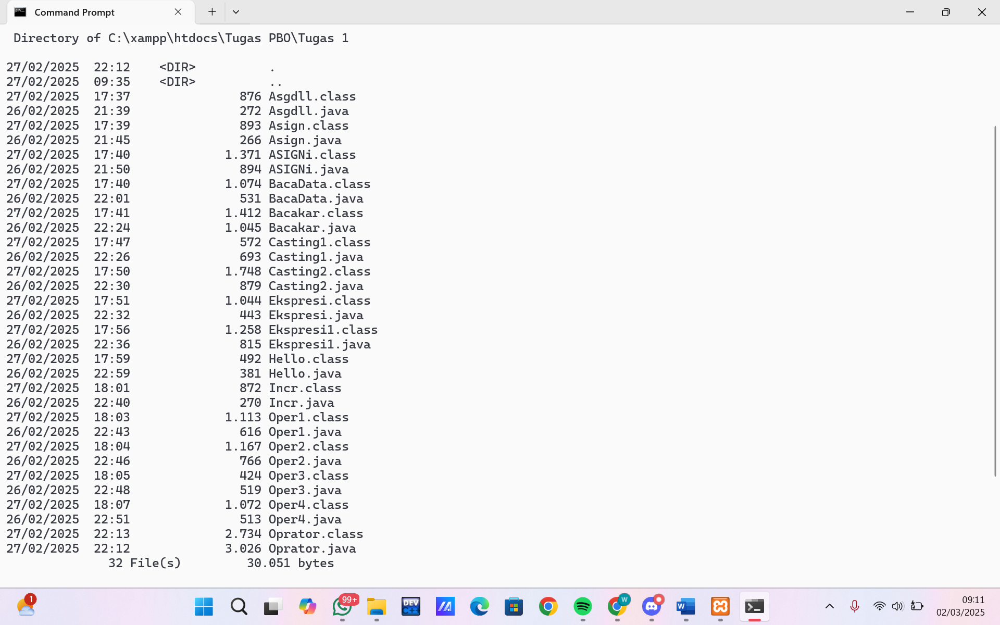 Command Prompt
Directory of C:\xampp\htdocs\Tugas PBO\Tugas 1
27/02/2025  22:12    <DIR>          .
27/02/2025  09:35    <DIR>          ..
27/02/2025  17:37               876 Asgdll.class
26/02/2025  21:39               272 Asgdll.java
27/02/2025  17:39               893 Asign.class
26/02/2025  21:45               266 Asign.java
27/02/2025  17:40             1.371 ASIGNi.class
26/02/2025  21:50               894 ASIGNi.java
27/02/2025  17:40             1.074 BacaData.class
26/02/2025  22:01               531 BacaData.java
27/02/2025  17:41             1.412 Bacakar.class
26/02/2025  22:24             1.045 Bacakar.java
27/02/2025  17:47               572 Casting1.class
26/02/2025  22:26               693 Casting1.java
27/02/2025  17:50             1.748 Casting2.class
26/02/2025  22:30               879 Casting2.java
27/02/2025  17:51             1.044 Ekspresi.class
26/02/2025  22:32               443 Ekspresi.java
27/02/2025  17:56             1.258 Ekspresi1.class
26/02/2025  22:36               815 Ekspresi1.java
27/02/2025  17:59               492 Hello.class
26/02/2025  22:59               381 Hello.java
27/02/2025  18:01               872 Incr.class
26/02/2025  22:40               270 Incr.java
27/02/2025  18:03             1.113 Oper1.class
26/02/2025  22:43               616 Oper1.java
27/02/2025  18:04             1.167 Oper2.class
26/02/2025  22:46               766 Oper2.java
27/02/2025  18:05               424 Oper3.class
26/02/2025  22:48               519 Oper3.java
27/02/2025  18:07             1.072 Oper4.class
26/02/2025  22:51               513 Oper4.java
27/02/2025  22:13             2.734 Oprator.class
27/02/2025  22:12             3.026 Oprator.java
32 File(s)         30.051 bytes
1
99+
DEV
C++
W
W
09:11
02/03/2025